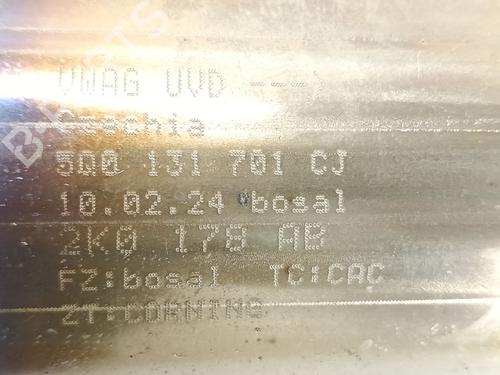 VWAG UVD ---
Czechia
5Q0 131 701 CJ
10.02.24 bosal
2KQ 178 AB
FZ:bosal TC:CAC
ZT:CORNING